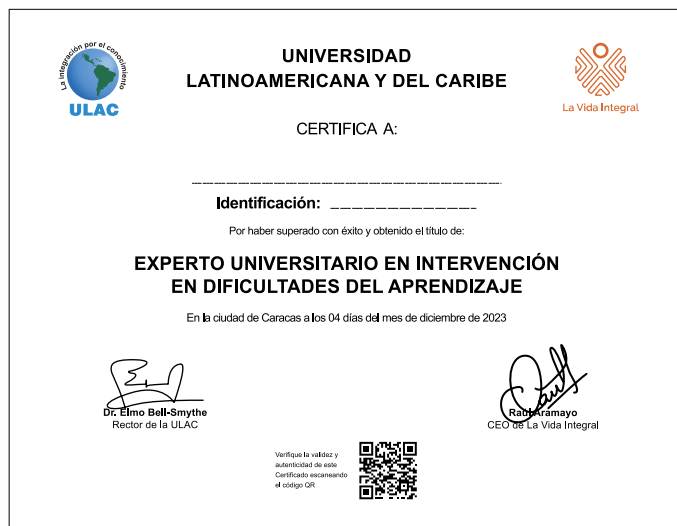 La integración por el conocimiento
ULAC
UNIVERSIDAD
LATINOAMERICANA Y DEL CARIBE
La Vida Integral
CERTIFICA A:
Identificación:
Por haber superado con éxito y obtenido el título de:
EXPERTO UNIVERSITARIO EN INTERVENCIÓN
EN DIFICULTADES DEL APRENDIZAJE
En la ciudad de Caracas a los 04 días del mes de diciembre de 2023
Dr. Elmo Bell-Smythe
Rector de la ULAC
Raúl Aramayo
CEO de La Vida Integral
Verifique la validez y
autenticidad de este
Certificado escaneando
el código QR